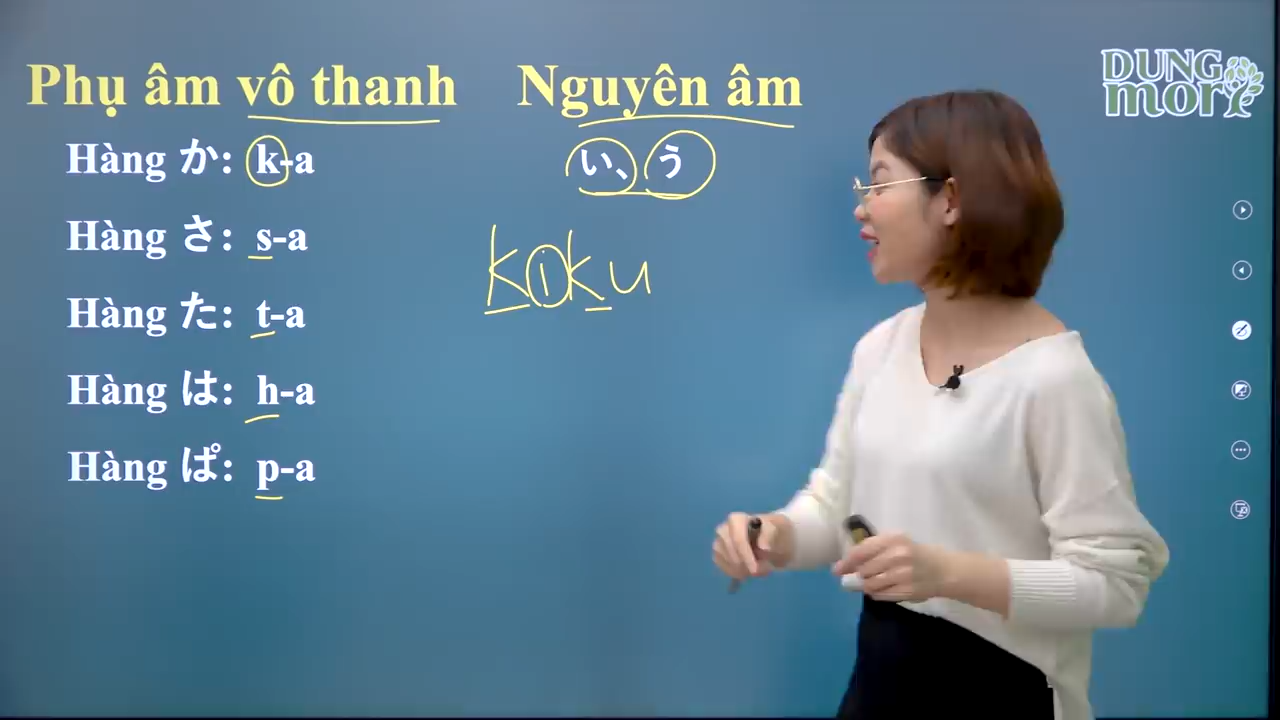 Phụ âm vô thanh
Hàng か: k-a
Hàng さ: s-a
Hàng た: t-a
Hàng は: h-a
Hàng ぱ: p-a
Nguyên âm
い、う
kiku
DUNG
mori